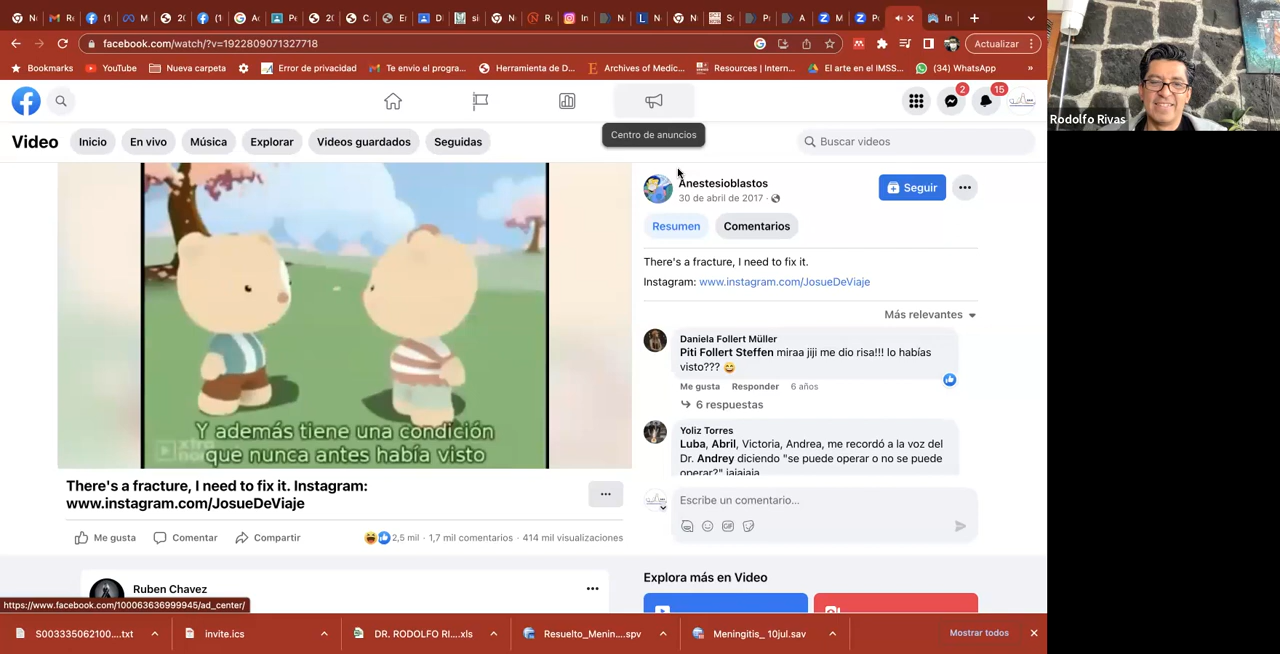 facebook.com/watch/?v=1922809071327718
Actualizar
Bookmarks
YouTube
Nueva carpeta
Error de privacidad
Te envio el progra...
Herramienta de D...
Archives of Medic...
Resources | Intern...
El arte en el IMSS...
(34) WhatsApp
»
2
15
Rodolfo Rivas
Video
Inicio
En vivo
Música
Explorar
Videos guardados
Seguidas
Centro de anuncios
Buscar videos
Anestesioblastos
30 de abril de 2017 ·
Seguir
Resumen
Comentarios
There's a fracture, I need to fix it.
Instagram: www.instagram.com/JosueDeViaje
Más relevantes
Daniela Follert Müller
Piti Follert Steffen miraa jiji me dio risa!!! lo habías
visto???
Me gusta Responder 6 años
6 respuestas
Yoliz Torres
Luba, Abril, Victoria, Andrea, me recordó a la voz del
Dr. Andrey diciendo "se puede operar o no se puede
operar?" jajajaja
Escribe un comentario...
Y además tiene una condición
que nunca antes había visto
There's a fracture, I need to fix it. Instagram:
www.instagram.com/JosueDeViaje
Me gusta
Comentar
Compartir
2,5 mil · 1,7 mil comentarios · 414 mil visualizaciones
Ruben Chavez
Explora más en Video
https://www.facebook.com/100063636999945/ad_center/
S003335062100....txt
invite.ics
DR. RODOLFO RI....xls
Resuelto_Menin....spv
Meningitis_ 10jul.sav
Mostrar todos